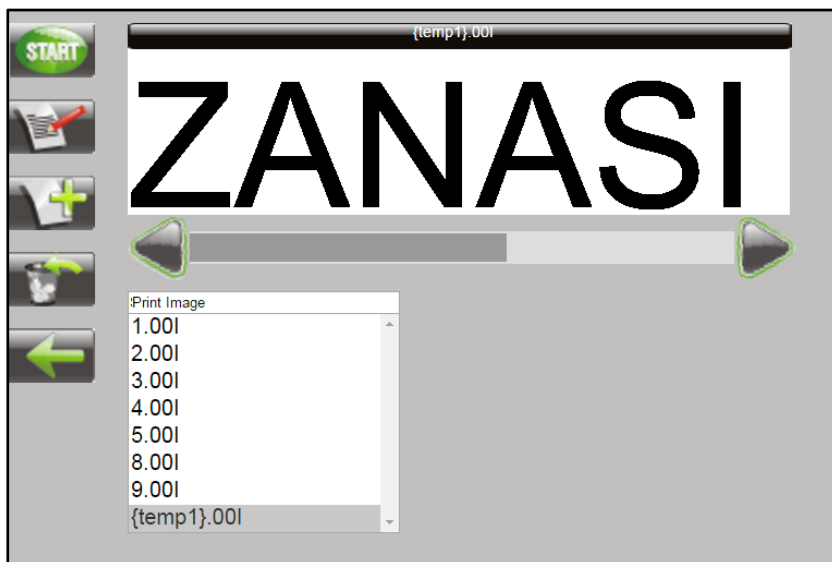 START
{temp1}.00I
ZANASI
Print Image
1.00I
2.00I
3.00I
4.00I
5.00I
8.00I
9.00I
{temp1}.00I